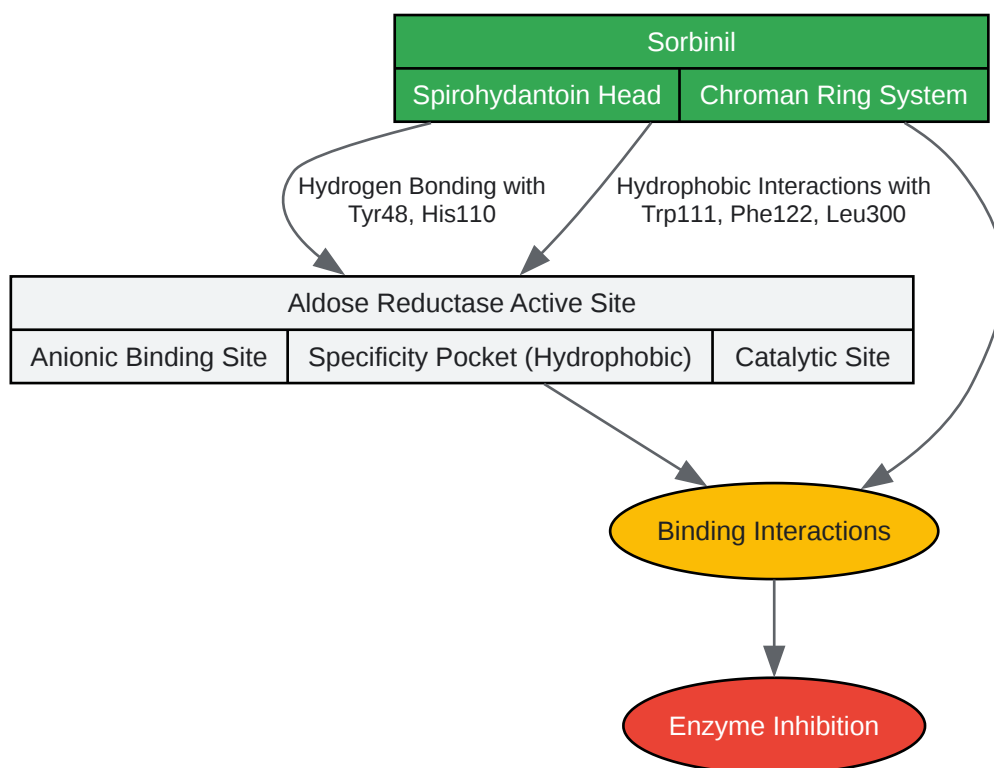 Sorbinil
Spirohydantoin Head
Chroman Ring System
Hydrogen Bonding with
Tyr48, His110
Hydrophobic Interactions with
Trp111, Phe122, Leu300
Aldose Reductase Active Site
Anionic Binding Site
Specificity Pocket (Hydrophobic)
Catalytic Site
Binding Interactions
Enzyme Inhibition